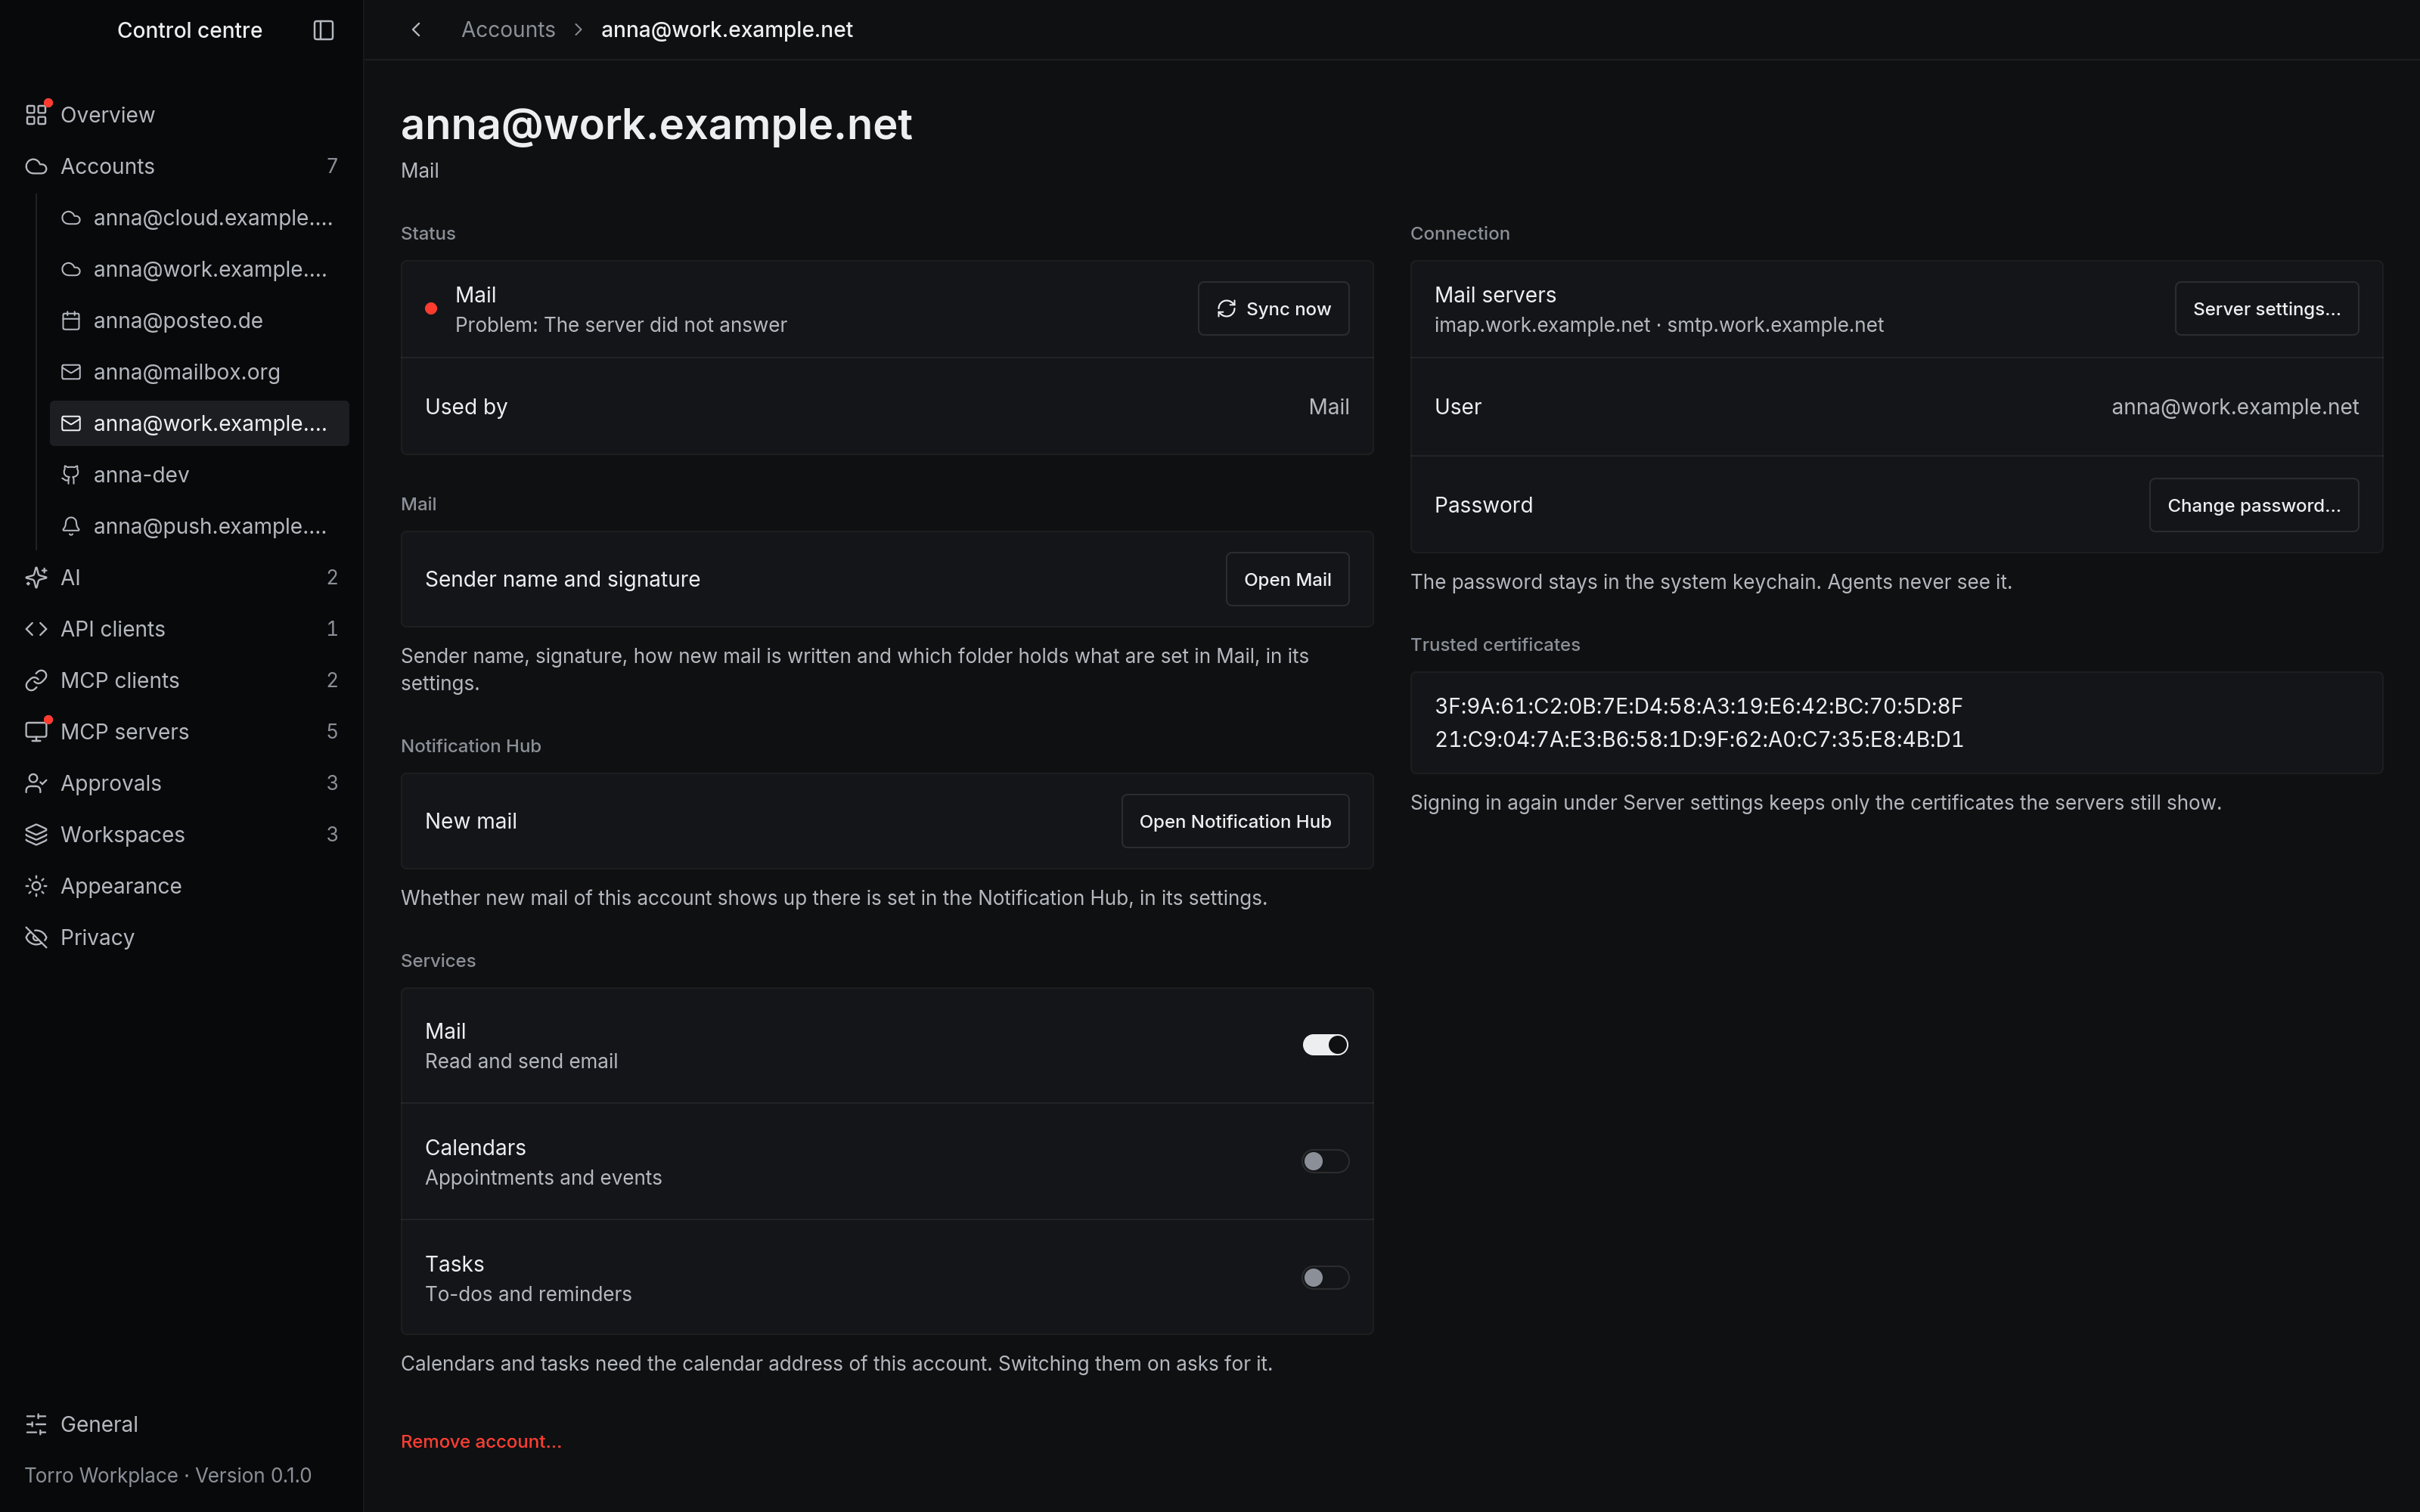 Control centre
Overview
Accounts 7
anna@cloud.example....
anna@work.example....
anna@posteo.de
anna@mailbox.org
anna@work.example....
anna-dev
anna@push.example....
AI 2
API clients 1
MCP clients 2
MCP servers 5
Approvals 3
Workspaces 3
Appearance
Privacy
General
Torro Workplace · Version 0.1.0
Accounts > anna@work.example.net
anna@work.example.net
Mail
Status
Mail
Problem: The server did not answer
Sync now
Used by Mail
Mail
Sender name and signature
Open Mail
Sender name, signature, how new mail is written and which folder holds what are set in Mail, in its
settings.
Notification Hub
New mail
Open Notification Hub
Whether new mail of this account shows up there is set in the Notification Hub, in its settings.
Services
Mail
Read and send email
Calendars
Appointments and events
Tasks
To-dos and reminders
Calendars and tasks need the calendar address of this account. Switching them on asks for it.
Remove account...
Connection
Mail servers
imap.work.example.net · smtp.work.example.net
Server settings...
User anna@work.example.net
Password
Change password...
The password stays in the system keychain. Agents never see it.
Trusted certificates
3F:9A:61:C2:0B:7E:D4:58:A3:19:E6:42:BC:70:5D:8F
21:C9:04:7A:E3:B6:58:1D:9F:62:A0:C7:35:E8:4B:D1
Signing in again under Server settings keeps only the certificates the servers still show.